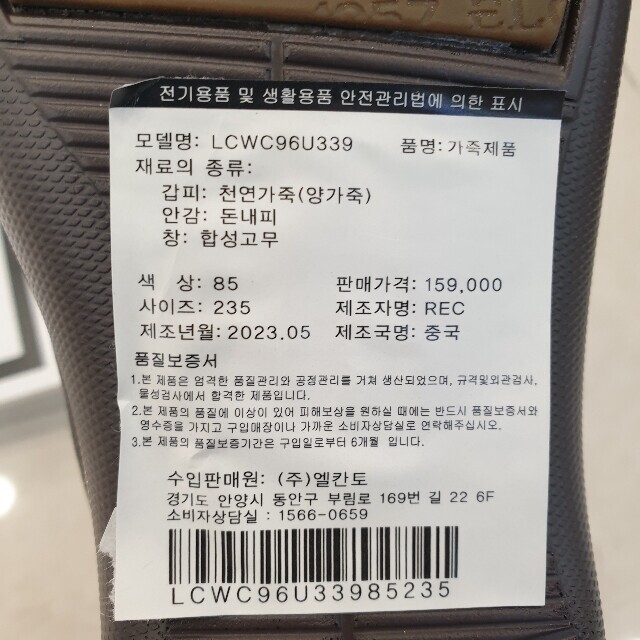 전기용품 및 생활용품 안전관리법에 의한 표시
모델명: LCWC96U339 품명:가죽제품
재료의 종류:
갑피: 천연가죽(양가죽)
안감: 돈내피
창: 합성고무
색 상: 85 판매가격: 159,000
사이즈: 235 제조자명: REC
제조년월: 2023.05 제조국명: 중국
품질보증서
1.본 제품은 엄격한 품질관리와 공정관리를 거쳐 생산되었으며, 규격및외관검사,
물성검사에서 합격한 제품입니다.
2.본 제품의 품질에 이상이 있어 피해보상을 원하실 때에는 반드시 품질보증서와
영수증을 가지고 구입매장이나 가까운 소비자상담실로 연락해주십시오.
3.본 제품의 품질보증기간은 구입일로부터 6개월 입니다.
수입판매원: (주)엘칸토
경기도 안양시 동안구 부림로 169번 길 22 6F
소비자상담실 : 1566-0659
LCWC96U33985235